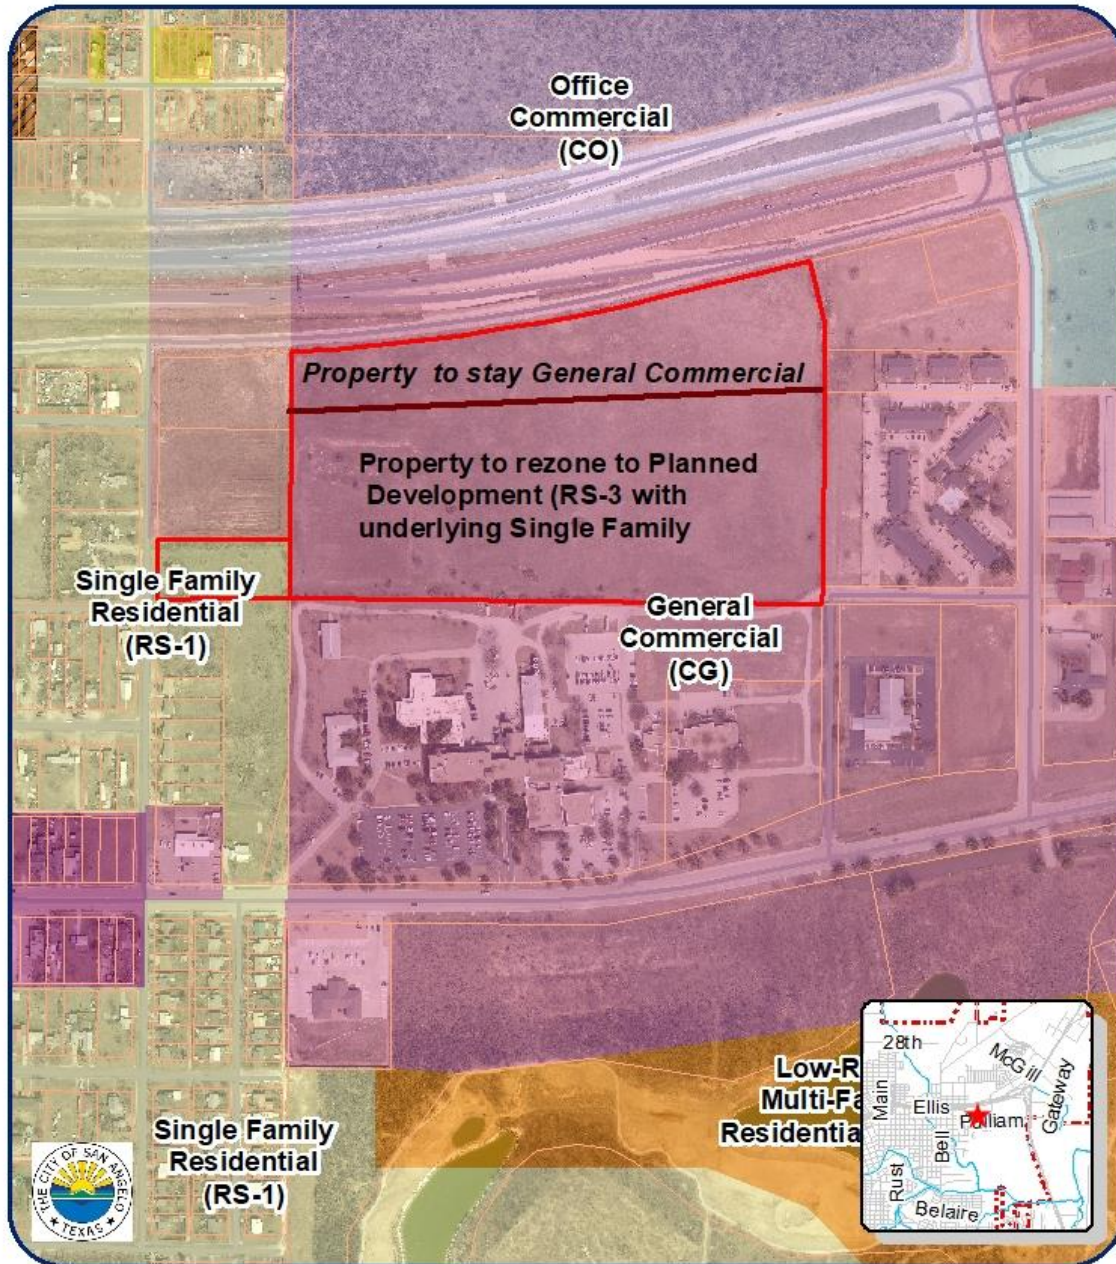 Office
Commercial
(CO)
Property to stay General Commercial
Property to rezone to Planned
Development (RS-3 with
underlying Single Family
Single Family
Residential
(RS-1)
General
Commercial
(CG)
Low-R
Multi-Fa
Residentia
Single Family
Residential
(RS-1)
THE CITY OF SAN ANGELO
TEXAS
28th
McGill
Main
Ellis
Gateway
Bell
Rust
Belaire